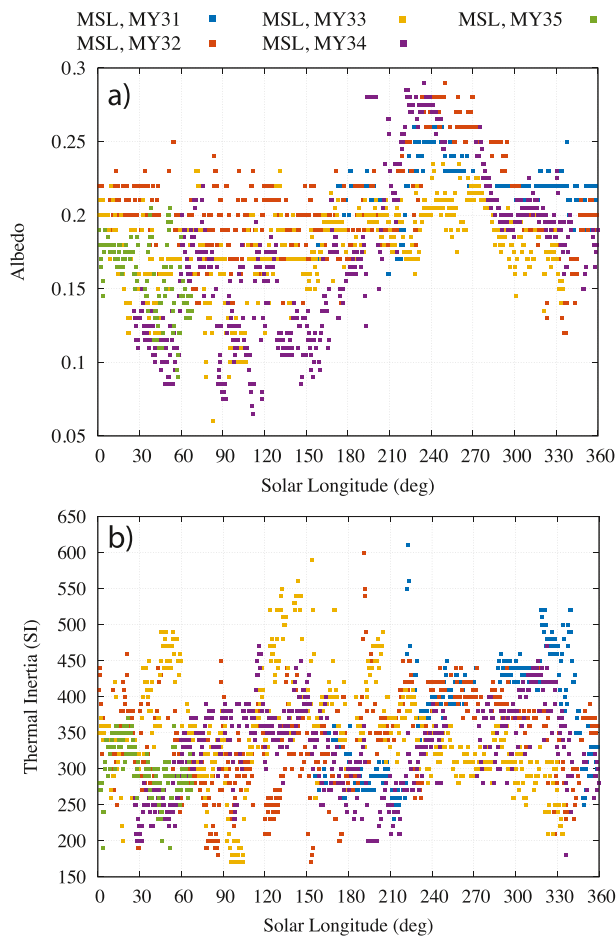 MSL, MY31 MSL, MY33 MSL, MY35
MSL, MY32 MSL, MY34
a)
0.3
0.25
0.2
0.15
0.1
0.05
Albedo
0 30 60 90 120 150 180 210 240 270 300 330 360
Solar Longitude (deg)
b)
650
600
550
500
450
400
350
300
250
200
150
Thermal Inertia (SI)
0 30 60 90 120 150 180 210 240 270 300 330 360
Solar Longitude (deg)